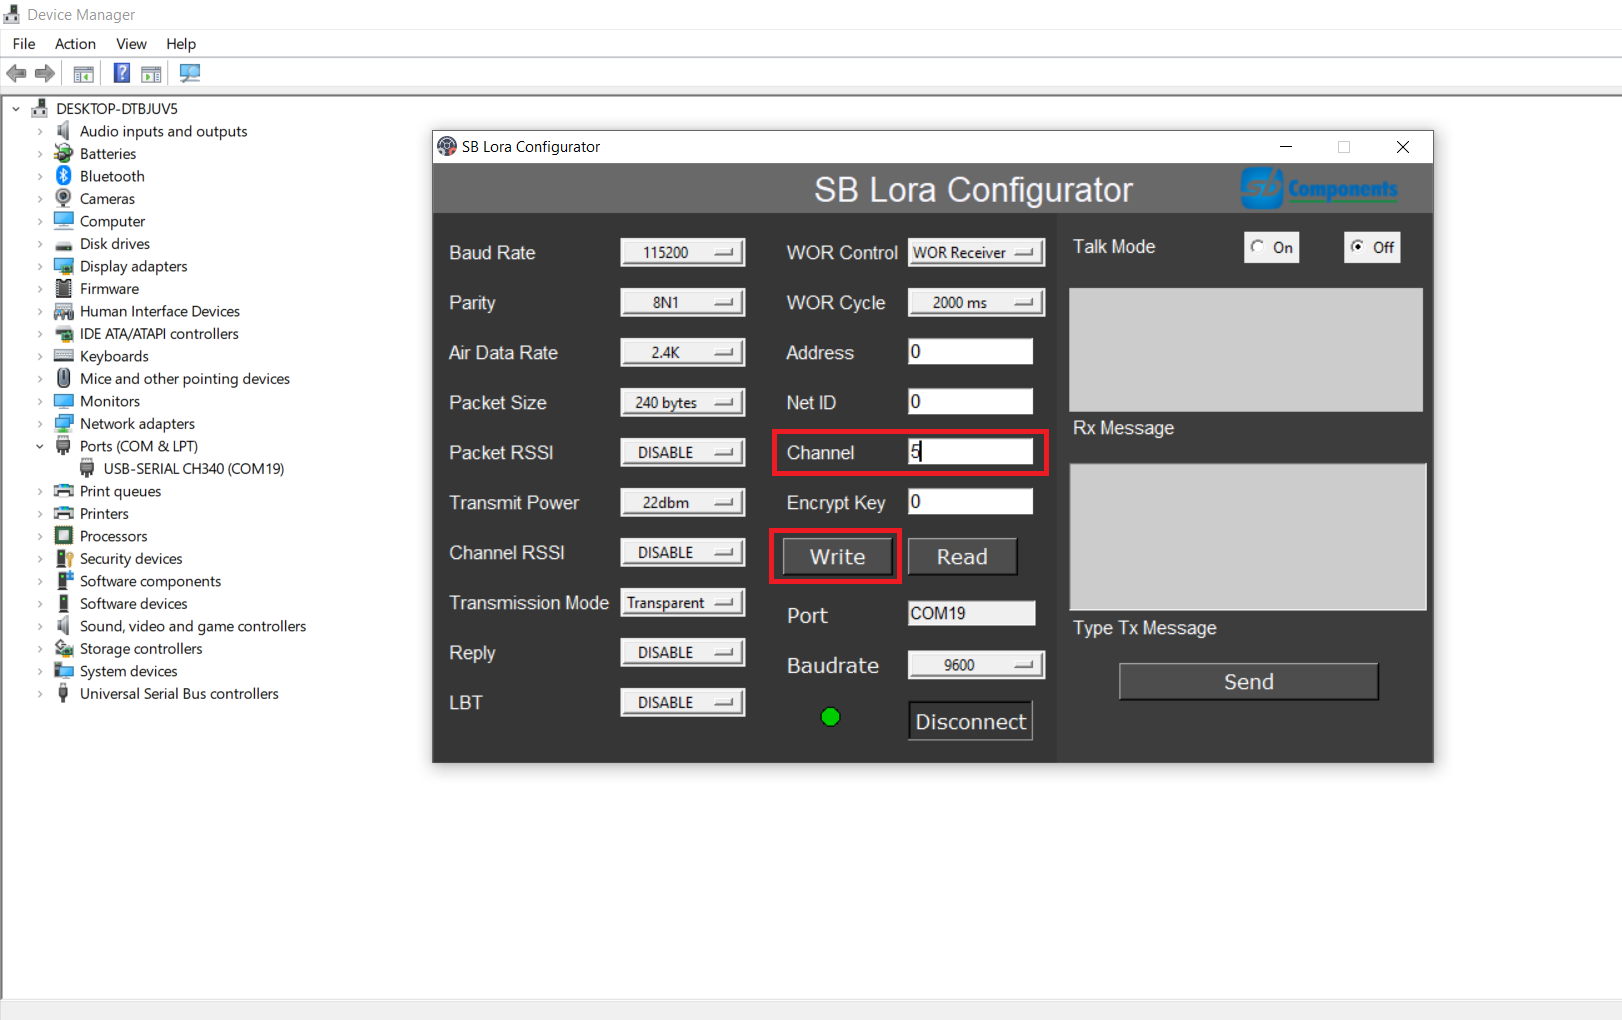 Device Manager
File Action View Help
DESKTOP-DTBJUV5
Audio inputs and outputs
Batteries
Bluetooth
Cameras
Computer
Disk drives
Display adapters
Firmware
Human Interface Devices
IDE ATA/ATAPI controllers
Keyboards
Mice and other pointing devices
Monitors
Network adapters
Ports (COM & LPT)
USB-SERIAL CH340 (COM19)
Print queues
Printers
Processors
Security devices
Software components
Software devices
Sound, video and game controllers
Storage controllers
System devices
Universal Serial Bus controllers
SB Lora Configurator
SB Lora Configurator
sb Components
Baud Rate 115200
Parity 8N1
Air Data Rate 2.4K
Packet Size 240 bytes
Packet RSSI DISABLE
Transmit Power 22dbm
Channel RSSI DISABLE
Transmission Mode Transparent
Reply DISABLE
LBT DISABLE
WOR Control WOR Receiver
WOR Cycle 2000 ms
Address 0
Net ID 0
Channel 5
Encrypt Key 0
Write Read
Port COM19
Baudrate 9600
Disconnect
Talk Mode On Off
Rx Message
Type Tx Message
Send